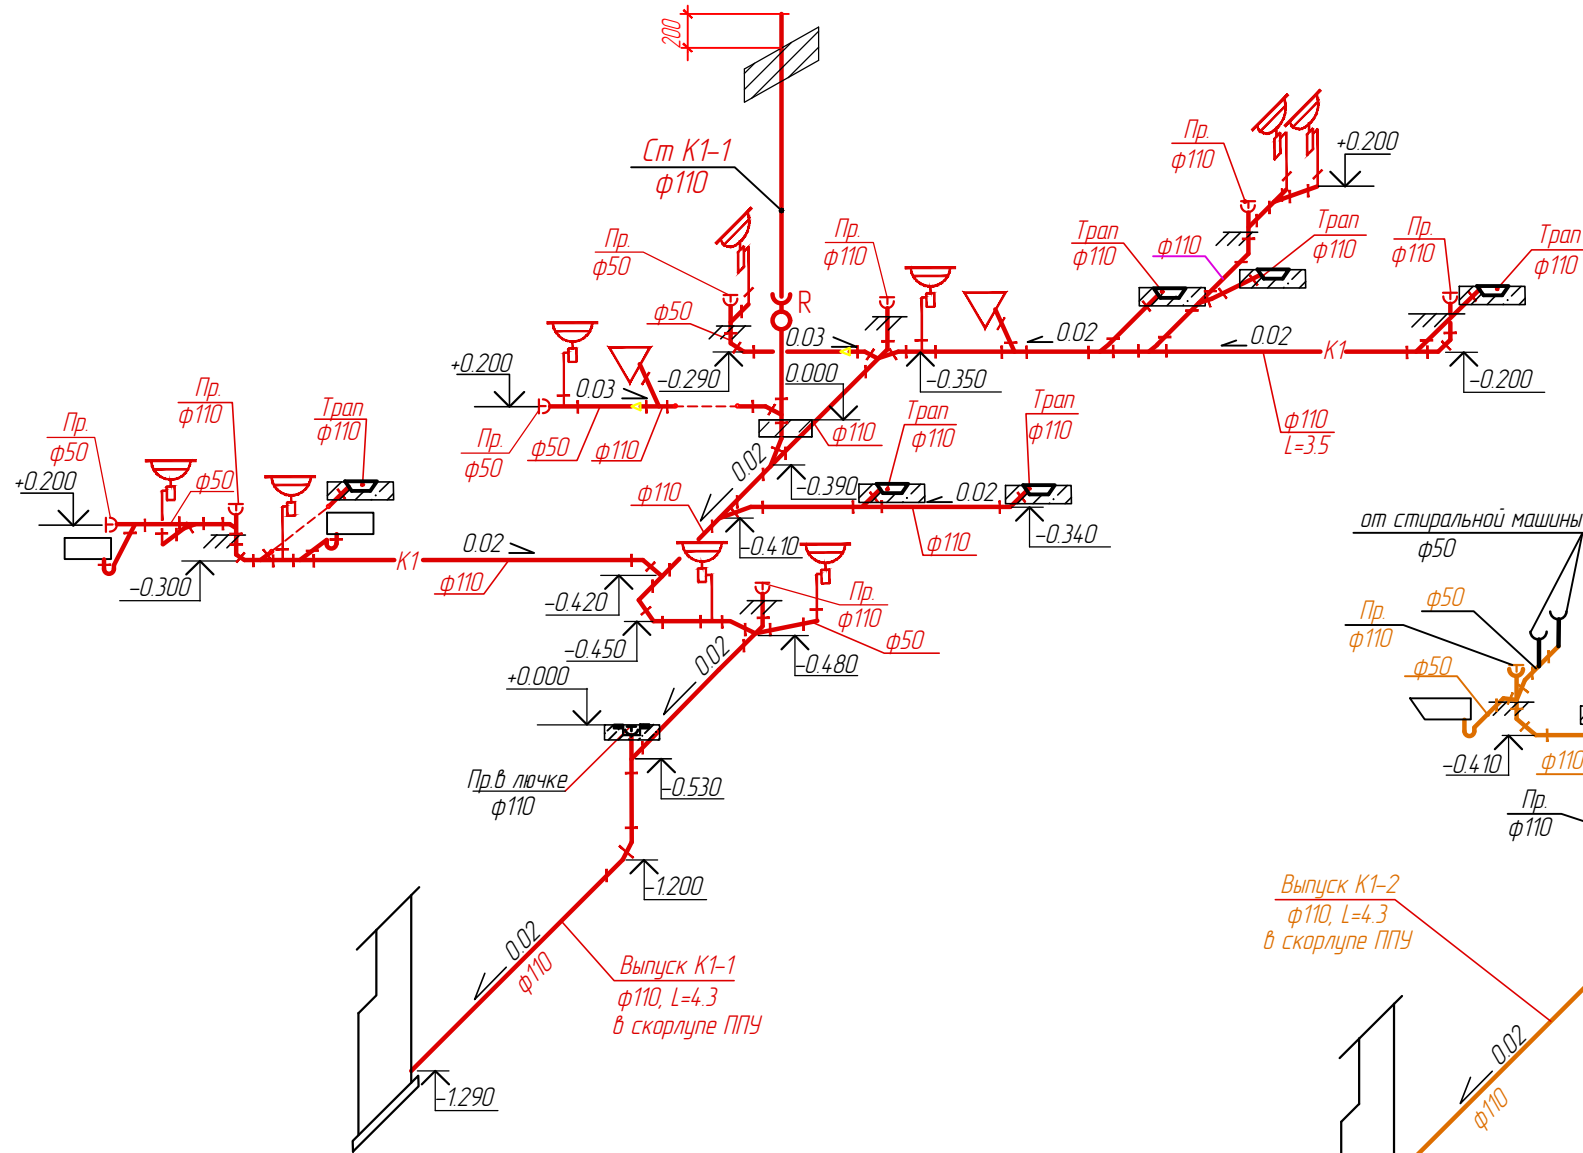 200
Ст К1-1
ф110
Пр.
ф110
+0.200
Пр.
ф50
Пр.
ф110
Трап
ф110
ф110
Трап
ф110
Пр.
ф110
Трап
ф110
ф50
R
0.03
0.02
0.02
К1
-0.290
0.000
-0.350
-0.200
+0.200
0.03
Пр.
ф110
Трап
ф110
Пр.
ф50
ф50
ф110
ф110
Трап
ф110
Трап
ф110
ф110
L=3.5
Пр.
ф50
+0.200
ф50
0.02
-0.390
0.02
ф110
-0.410
ф110
-0.340
0.02
К1
ф110
-0.300
-0.420
-0.450
Пр.
ф110
ф50
0.02
-0.480
+0.000
Пр.в лючке
ф110
-0.530
-1.200
0.02
ф110
Выпуск К1-1
ф110, L=4.3
в скорлупе ППУ
-1.290
от стиральной машины
ф50
Пр.
ф110
ф50
ф50
-0.410
ф110
Пр.
ф110
Выпуск К1-2
ф110, L=4.3
в скорлупе ППУ
0.02
ф110